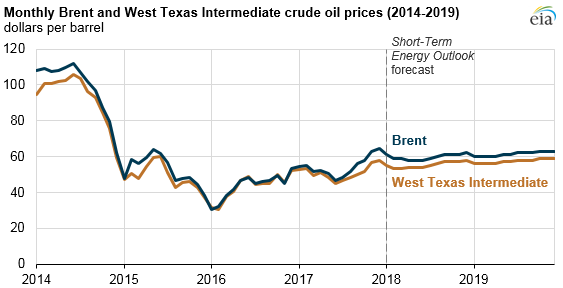 Monthly Brent and West Texas Intermediate crude oil prices (2014-2019)
dollars per barrel
eia
Short-Term
Energy Outlook
forecast
120
100
80
60
40
20
0
Brent
West Texas Intermediate
2014
2015
2016
2017
2018
2019